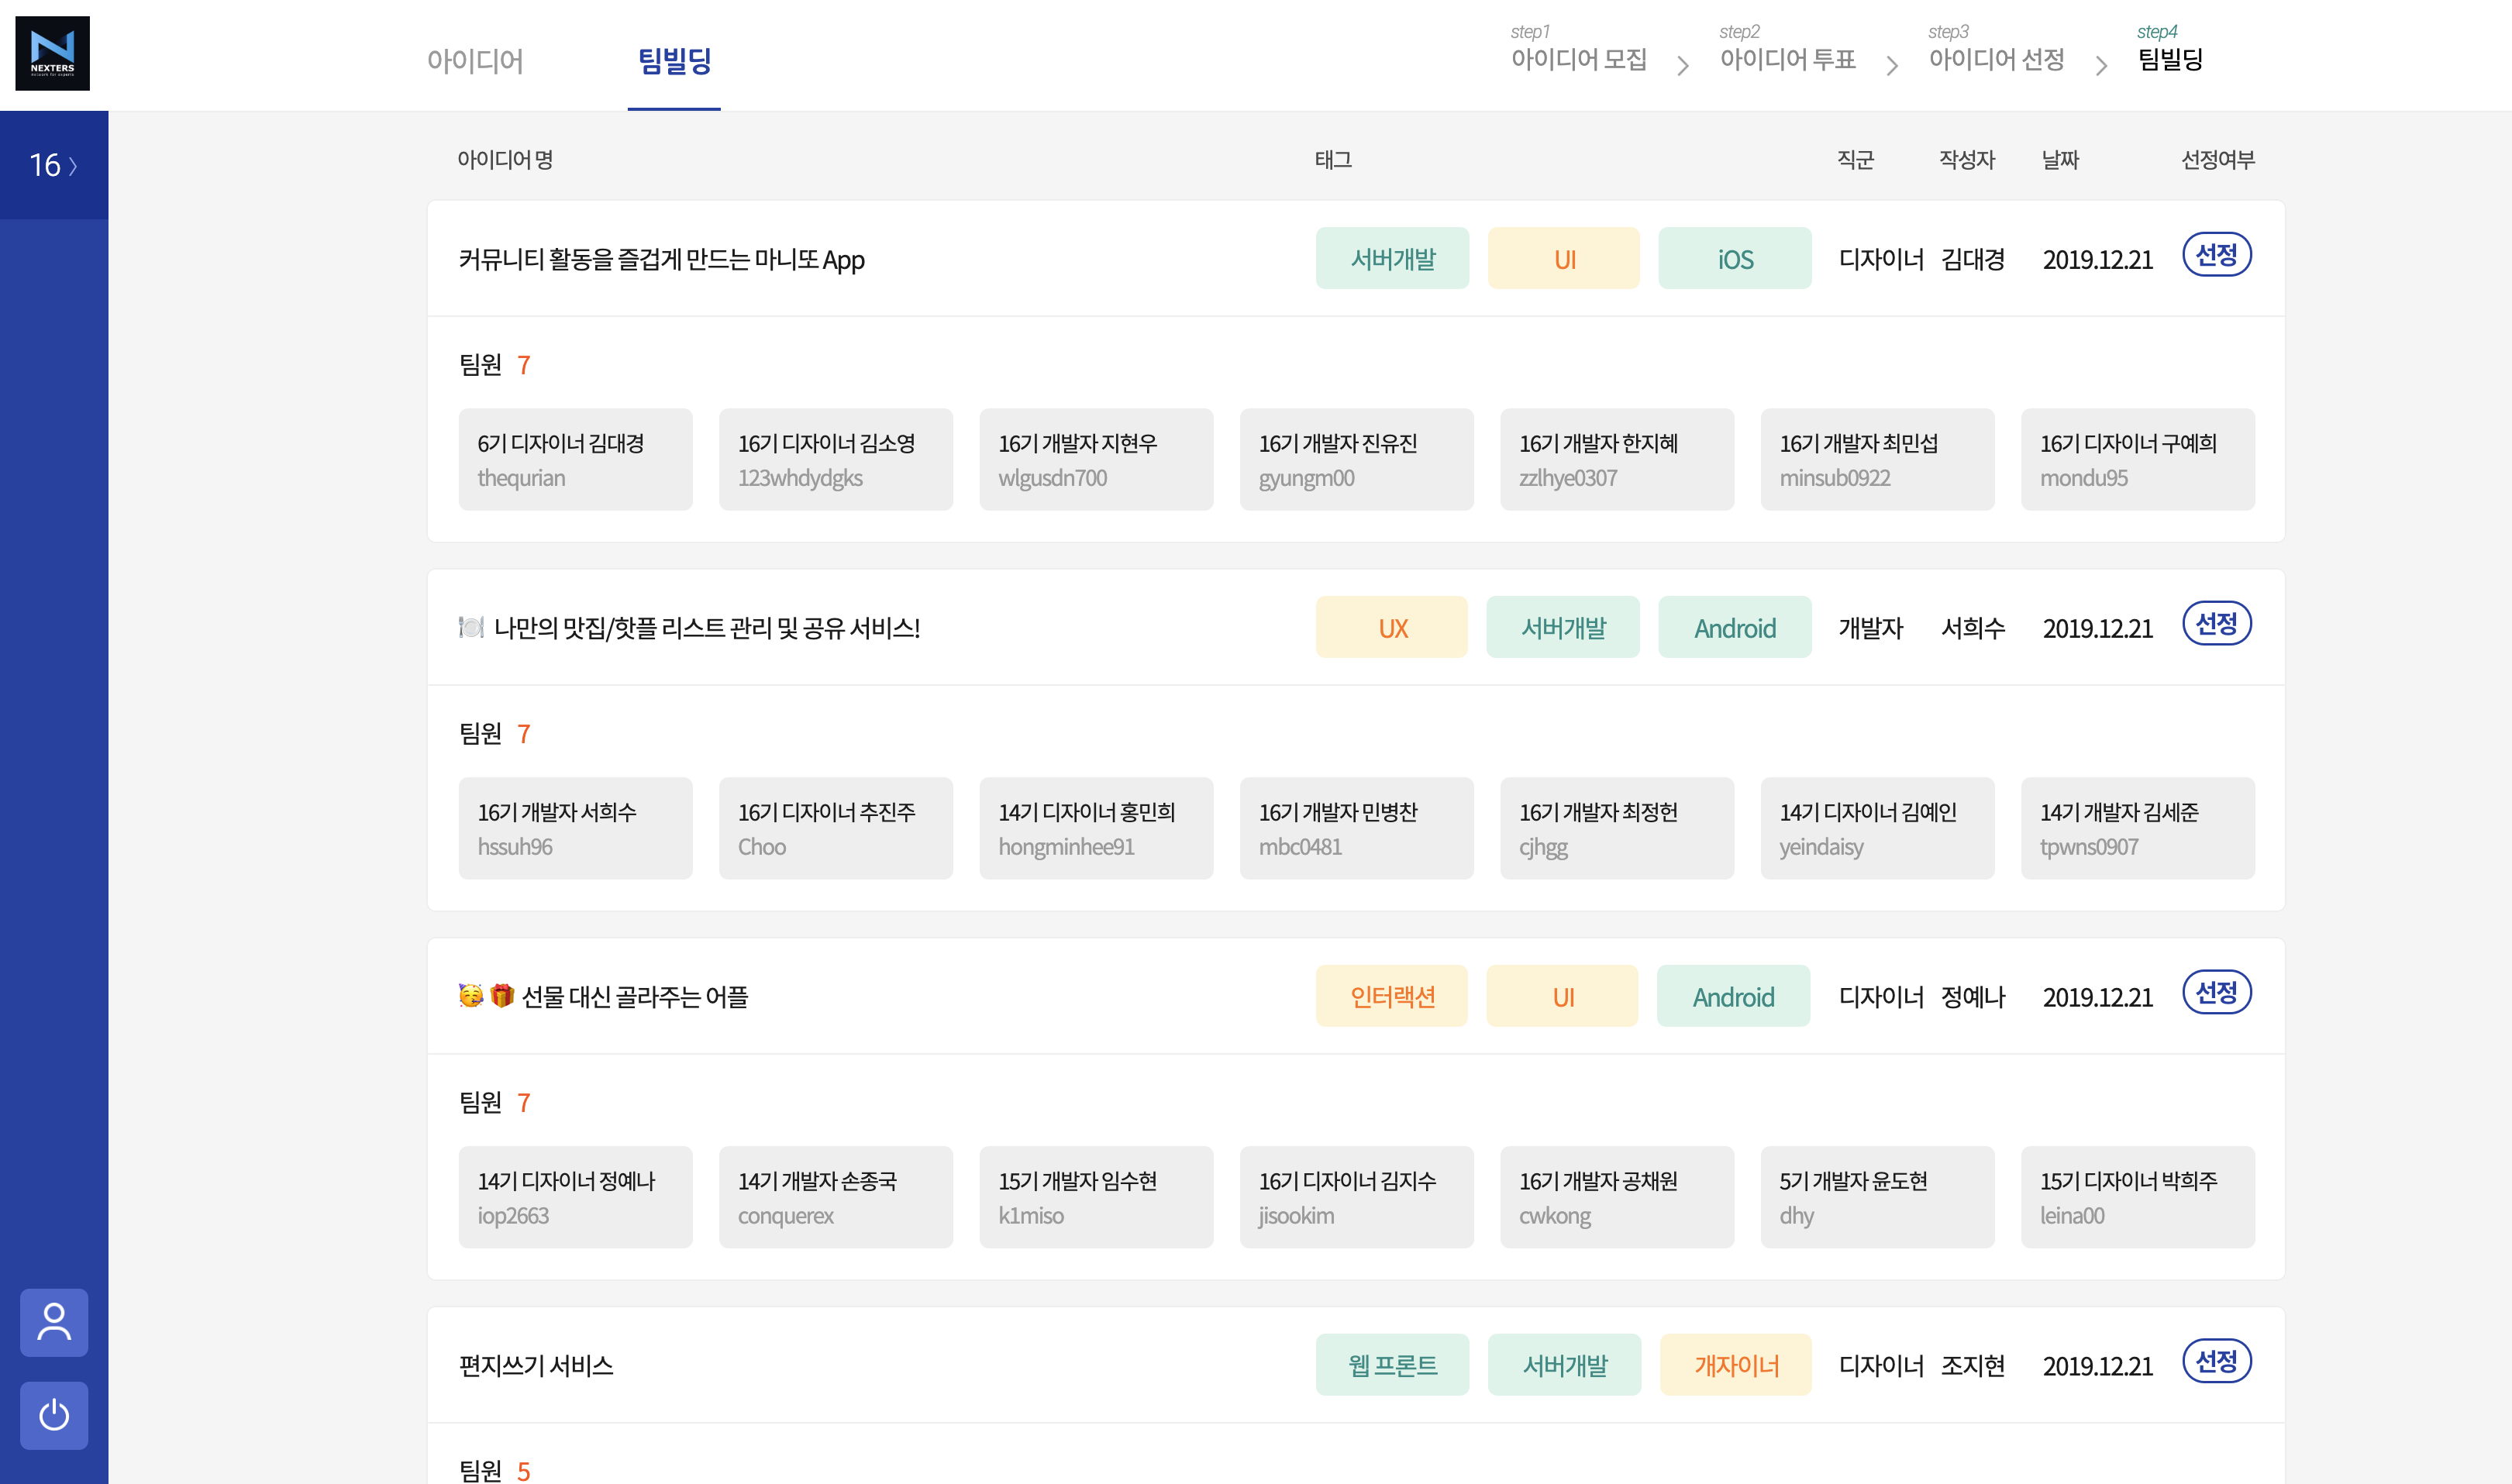 NEXTERS
아이디어
팀빌딩
step1
아이디어 모집
step2
아이디어 투표
step3
아이디어 선정
step4
팀빌딩
16
아이디어 명 태그 직군 작성자 날짜 선정여부
커뮤니티 활동을 즐겁게 만드는 마니또 App 서버개발 UI iOS 디자이너 김대경 2019.12.21 선정
팀원 7
6기 디자이너 김대경
thequrian
16기 디자이너 김소영
123whdydgks
16기 개발자 지현우
wlgusdn700
16기 개발자 진유진
gyungm00
16기 개발자 한지혜
zzlhye0307
16기 개발자 최민섭
minsub0922
16기 디자이너 구예희
mondu95
나만의 맛집/핫플 리스트 관리 및 공유 서비스! UX 서버개발 Android 개발자 서희수 2019.12.21 선정
팀원 7
16기 개발자 서희수
hssuh96
16기 디자이너 추진주
Choo
14기 디자이너 홍민희
hongminhee91
16기 개발자 민병찬
mbc0481
16기 개발자 최정헌
cjhgg
14기 디자이너 김예인
yeindaisy
14기 개발자 김세준
tpwns0907
선물 대신 골라주는 어플 인터랙션 UI Android 디자이너 정예나 2019.12.21 선정
팀원 7
14기 디자이너 정예나
iop2663
14기 개발자 손종국
conquerex
15기 개발자 임수현
k1miso
16기 디자이너 김지수
jisookim
16기 개발자 공채원
cwkong
5기 개발자 윤도현
dhy
15기 디자이너 박희주
leina00
편지쓰기 서비스 웹 프론트 서버개발 개자이너 디자이너 조지현 2019.12.21 선정
팀원 5